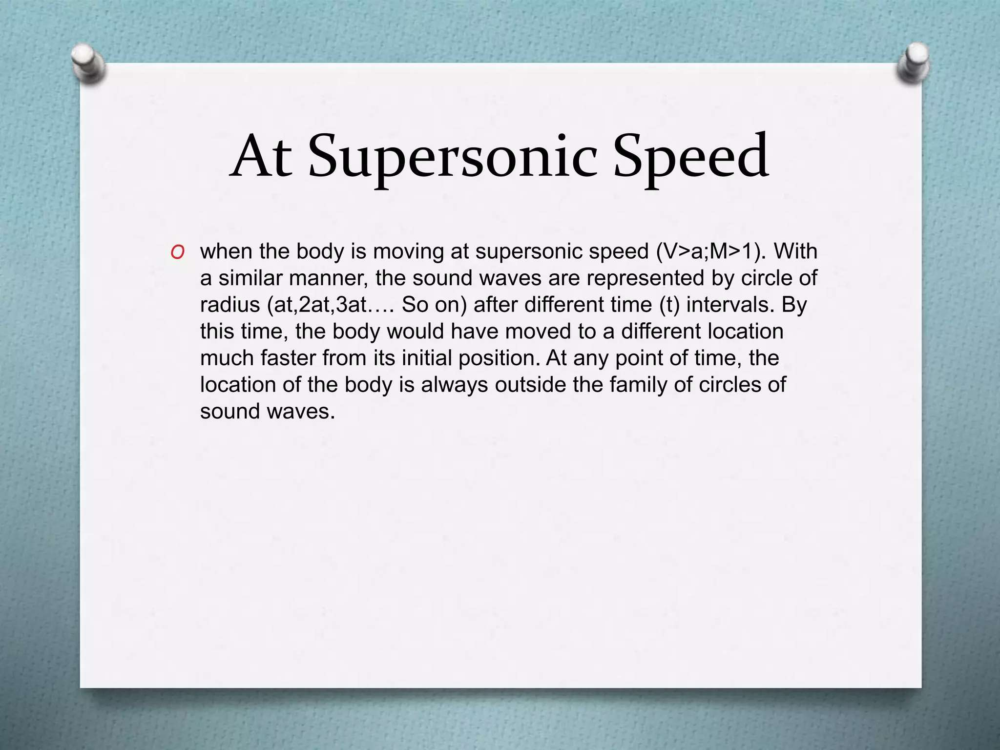 At Supersonic Speed
O when the body is moving at supersonic speed (V>a;M>1). With
a similar manner, the sound waves are represented by circle of
radius (at,2at,3at…. So on) after different time (t) intervals. By
this time, the body would have moved to a different location
much faster from its initial position. At any point of time, the
location of the body is always outside the family of circles of
sound waves.